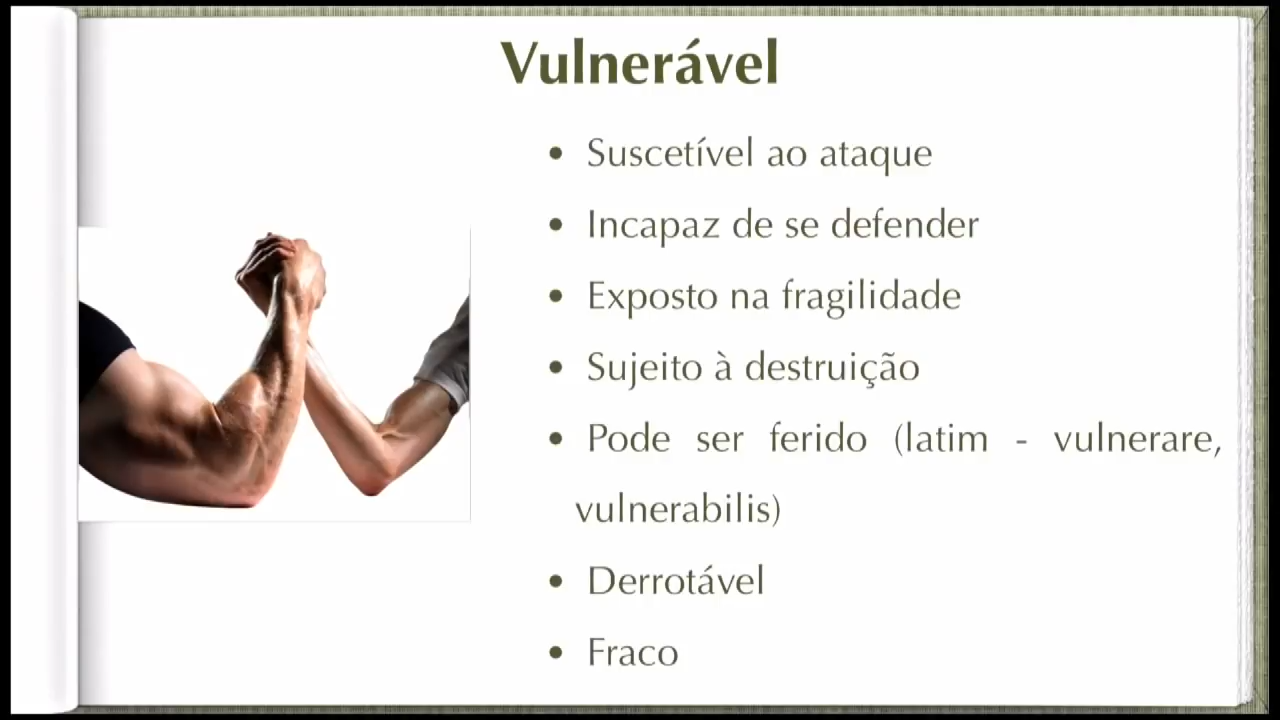 Vulnerável
• Suscetível ao ataque
• Incapaz de se defender
• Exposto na fragilidade
• Sujeito à destruição
• Pode ser ferido (latim - vulnerare,
vulnerabilis)
• Derrotável
• Fraco